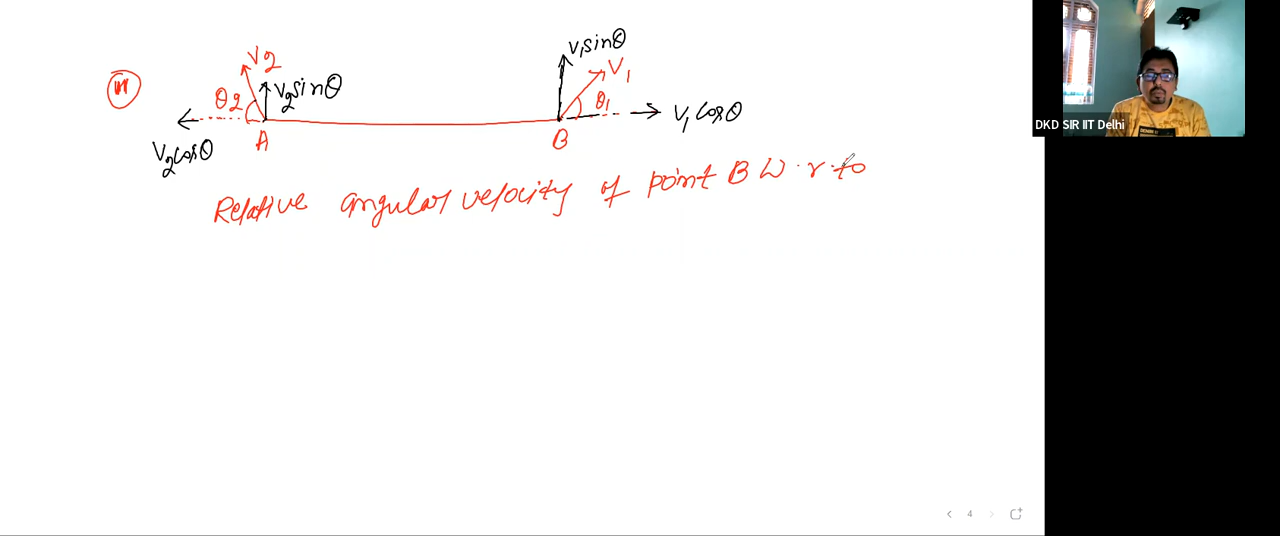 (iii)
V2
θ2
V2sinθ
V2cosθ
A
V1sinθ
V1
θ1
V1cosθ
B
Relative angular velocity of point B w.r.to
DKD SIR IIT Delhi
4